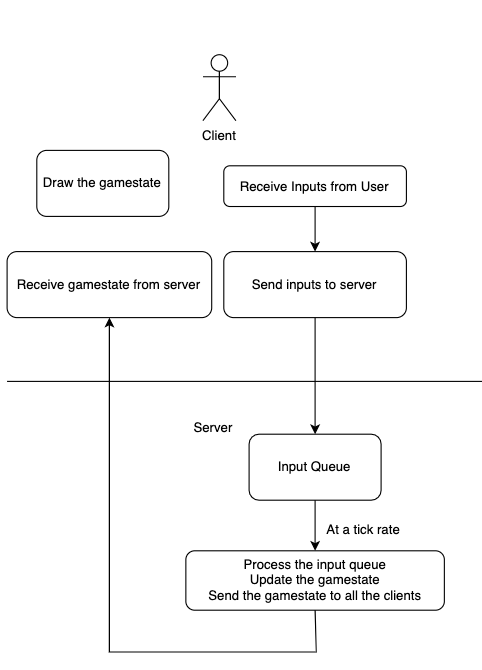 Client
Draw the gamestate
Receive Inputs from User
Receive gamestate from server
Send inputs to server
Server
Input Queue
At a tick rate
Process the input queue
Update the gamestate
Send the gamestate to all the clients